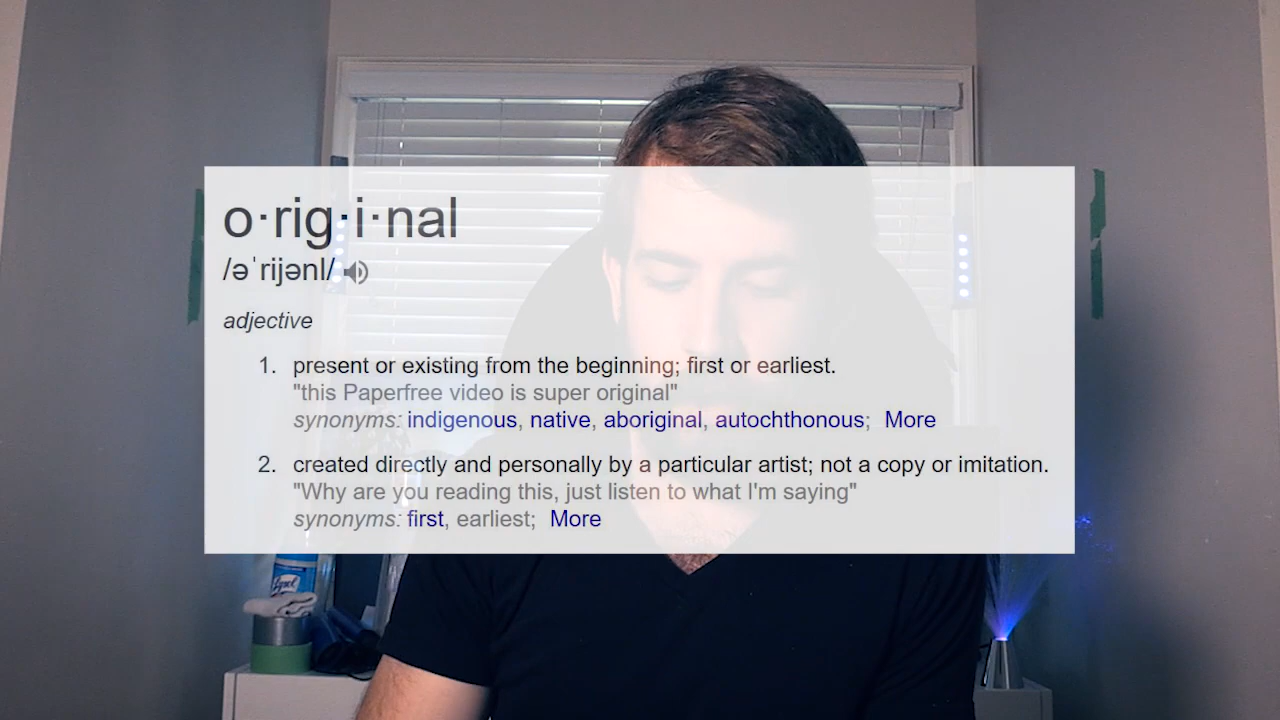 o·rig·i·nal
/əˈrijənl/
adjective
1. present or existing from the beginning; first or earliest.
"this Paperfree video is super original"
synonyms: indigenous, native, aboriginal, autochthonous; More
2. created directly and personally by a particular artist; not a copy or imitation.
"Why are you reading this, just listen to what I'm saying"
synonyms: first, earliest; More
Lysol